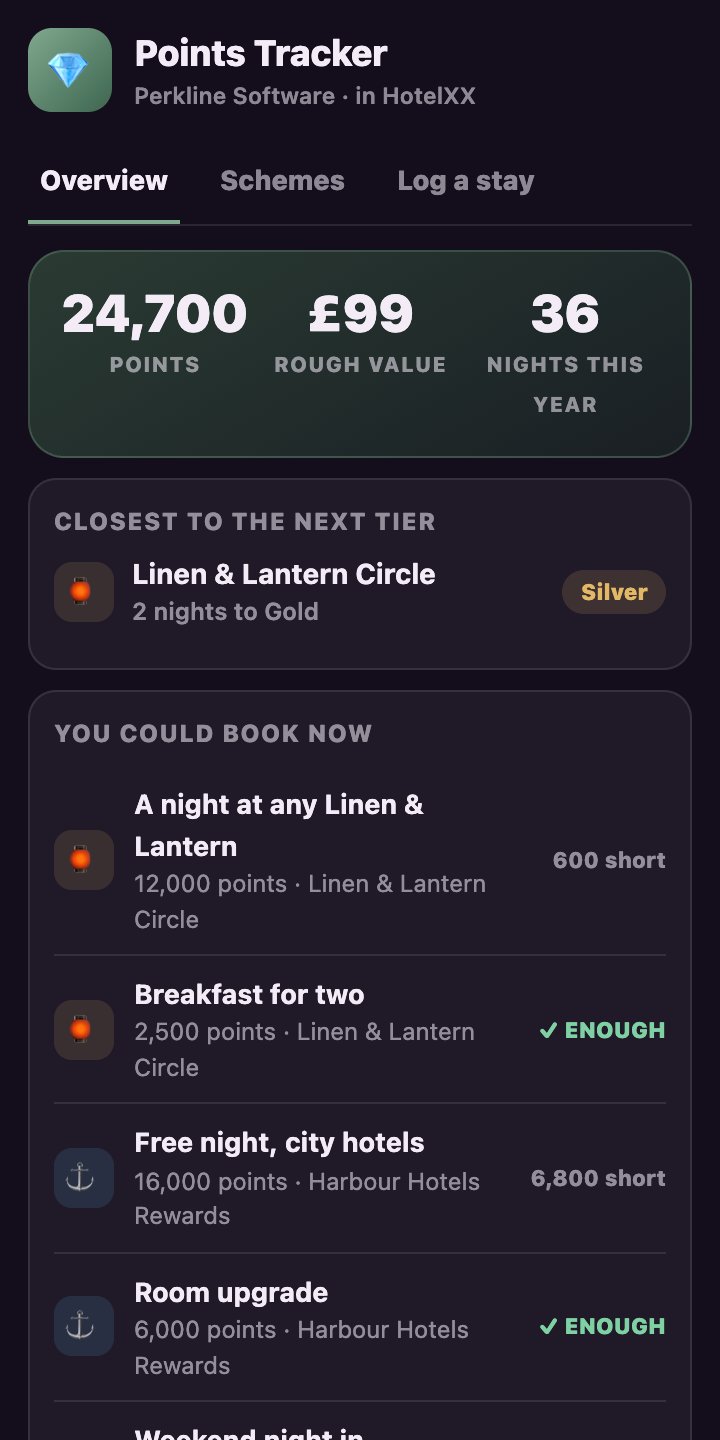 Points Tracker
Perkline Software · in HotelXX
Overview
Schemes
Log a stay
24,700
POINTS
£99
ROUGH VALUE
36
NIGHTS THIS
YEAR
CLOSEST TO THE NEXT TIER
Linen & Lantern Circle
2 nights to Gold
Silver
YOU COULD BOOK NOW
A night at any Linen &
Lantern
12,000 points · Linen & Lantern
Circle
600 short
Breakfast for two
2,500 points · Linen & Lantern
Circle
✓ ENOUGH
Free night, city hotels
16,000 points · Harbour Hotels
Rewards
6,800 short
Room upgrade
6,000 points · Harbour Hotels
Rewards
✓ ENOUGH
Weekend night in